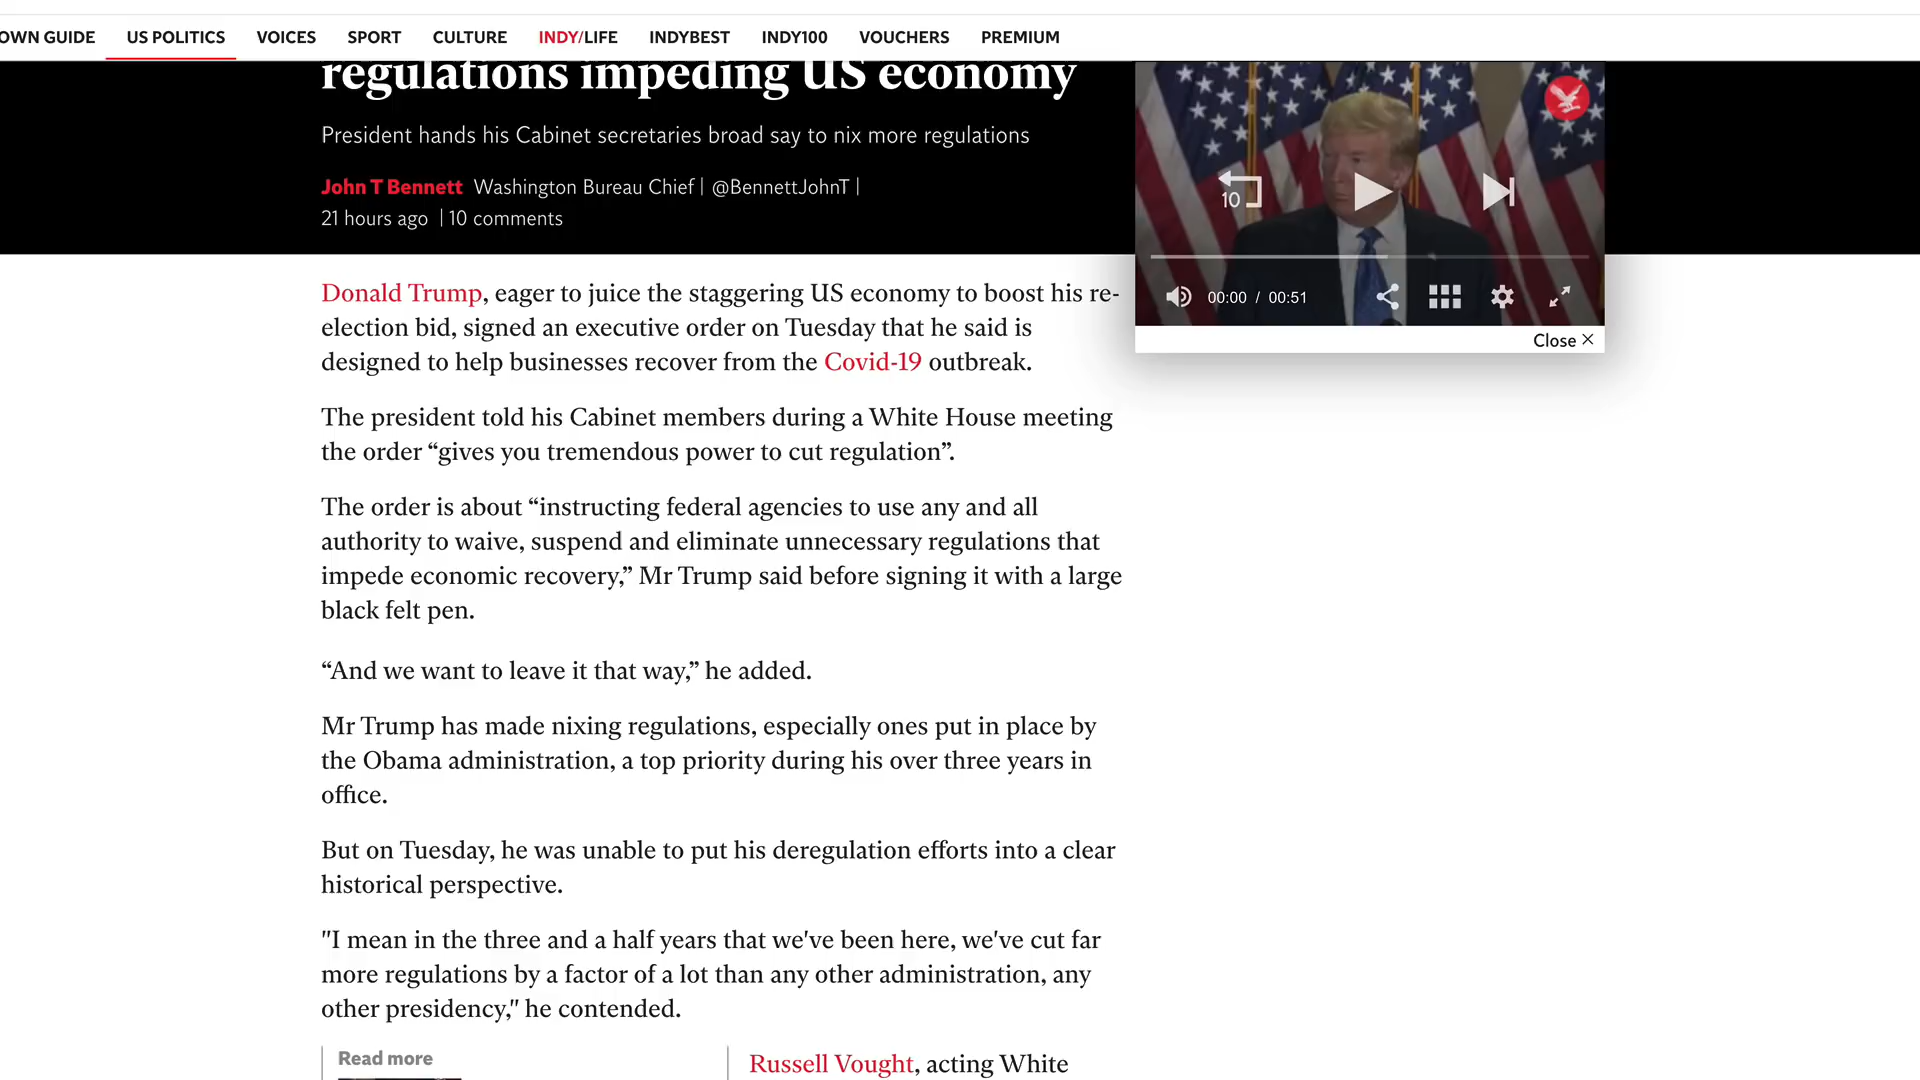 OWN GUIDE US POLITICS VOICES SPORT CULTURE INDY/LIFE INDYBEST INDY100 VOUCHERS PREMIUM
regulations impeding US economy
President hands his Cabinet secretaries broad say to nix more regulations
John T Bennett Washington Bureau Chief | @BennettJohnT |
21 hours ago | 10 comments
10
00:00 / 00:51
Close ×
Donald Trump, eager to juice the staggering US economy to boost his re-
election bid, signed an executive order on Tuesday that he said is
designed to help businesses recover from the Covid-19 outbreak.
The president told his Cabinet members during a White House meeting
the order “gives you tremendous power to cut regulation”.
The order is about “instructing federal agencies to use any and all
authority to waive, suspend and eliminate unnecessary regulations that
impede economic recovery,” Mr Trump said before signing it with a large
black felt pen.
“And we want to leave it that way,” he added.
Mr Trump has made nixing regulations, especially ones put in place by
the Obama administration, a top priority during his over three years in
office.
But on Tuesday, he was unable to put his deregulation efforts into a clear
historical perspective.
"I mean in the three and a half years that we've been here, we've cut far
more regulations by a factor of a lot than any other administration, any
other presidency," he contended.
Read more
Russell Vought, acting White